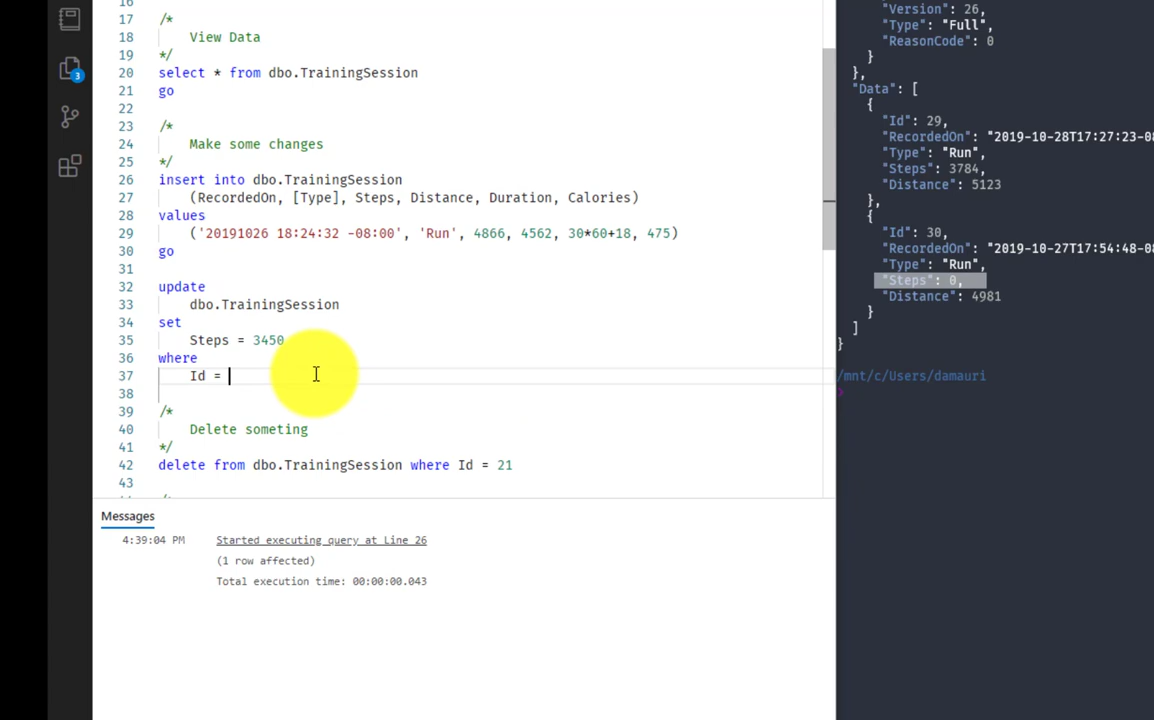 16
17 /*
18 View Data
19 */
20 select * from dbo.TrainingSession
21 go
22
23 /*
24 Make some changes
25 */
26 insert into dbo.TrainingSession
27 (RecordedOn, [Type], Steps, Distance, Duration, Calories)
28 values
29 ('20191026 18:24:32 -08:00', 'Run', 4866, 4562, 30*60+18, 475)
30 go
31
32 update
33 dbo.TrainingSession
34 set
35 Steps = 3450
36 where
37 Id =
38
39 /*
40 Delete someting
41 */
42 delete from dbo.TrainingSession where Id = 21
43
3
Messages
4:39:04 PM Started executing query at Line 26
(1 row affected)
Total execution time: 00:00:00.043
"Version": 26,
"Type": "Full",
"ReasonCode": 0
}
},
"Data": [
{
"Id": 29,
"RecordedOn": "2019-10-28T17:27:23-08
"Type": "Run",
"Steps": 3784,
"Distance": 5123
},
{
"Id": 30,
"RecordedOn": "2019-10-27T17:54:48-08
"Type": "Run",
"Steps": 0,
"Distance": 4981
}
]
}
/mnt/c/Users/damauri